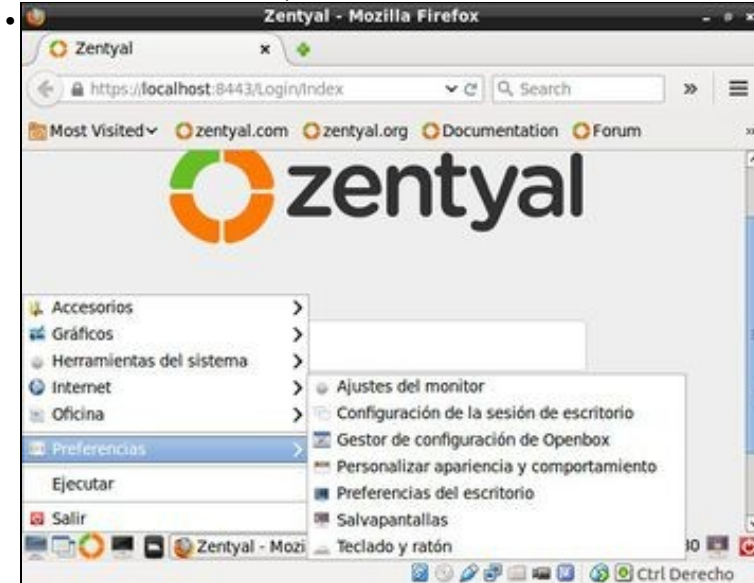 Zentyal - Mozilla Firefox
Zentyal
https://localhost:8443/Login/Index
Search
Most Visited
zentyal.com
zentyal.org
Documentation
Forum
zentyal
Accesorios
Gráficos
Herramientas del sistema
Internet
Oficina
Preferencias
Ejecutar
Salir
Ajustes del monitor
Configuración de la sesión de escritorio
Gestor de configuración de Openbox
Personalizar apariencia y comportamiento
Preferencias del escritorio
Salvapantallas
Teclado y ratón
Zentyal - Mozi
30
Ctrl Derecho